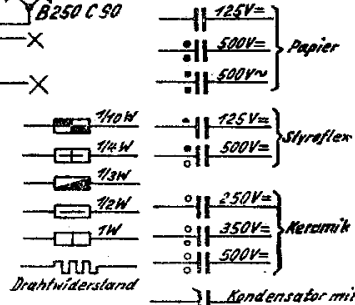 B250 C90
125V=
500V=
500V~
Papier
1/10W
1/4W
1/3W
1/2W
1W
Drahtwiderstand
125V=
500V=
Styroflex
250V=
350V=
500V=
Keramik
Kondensator mit